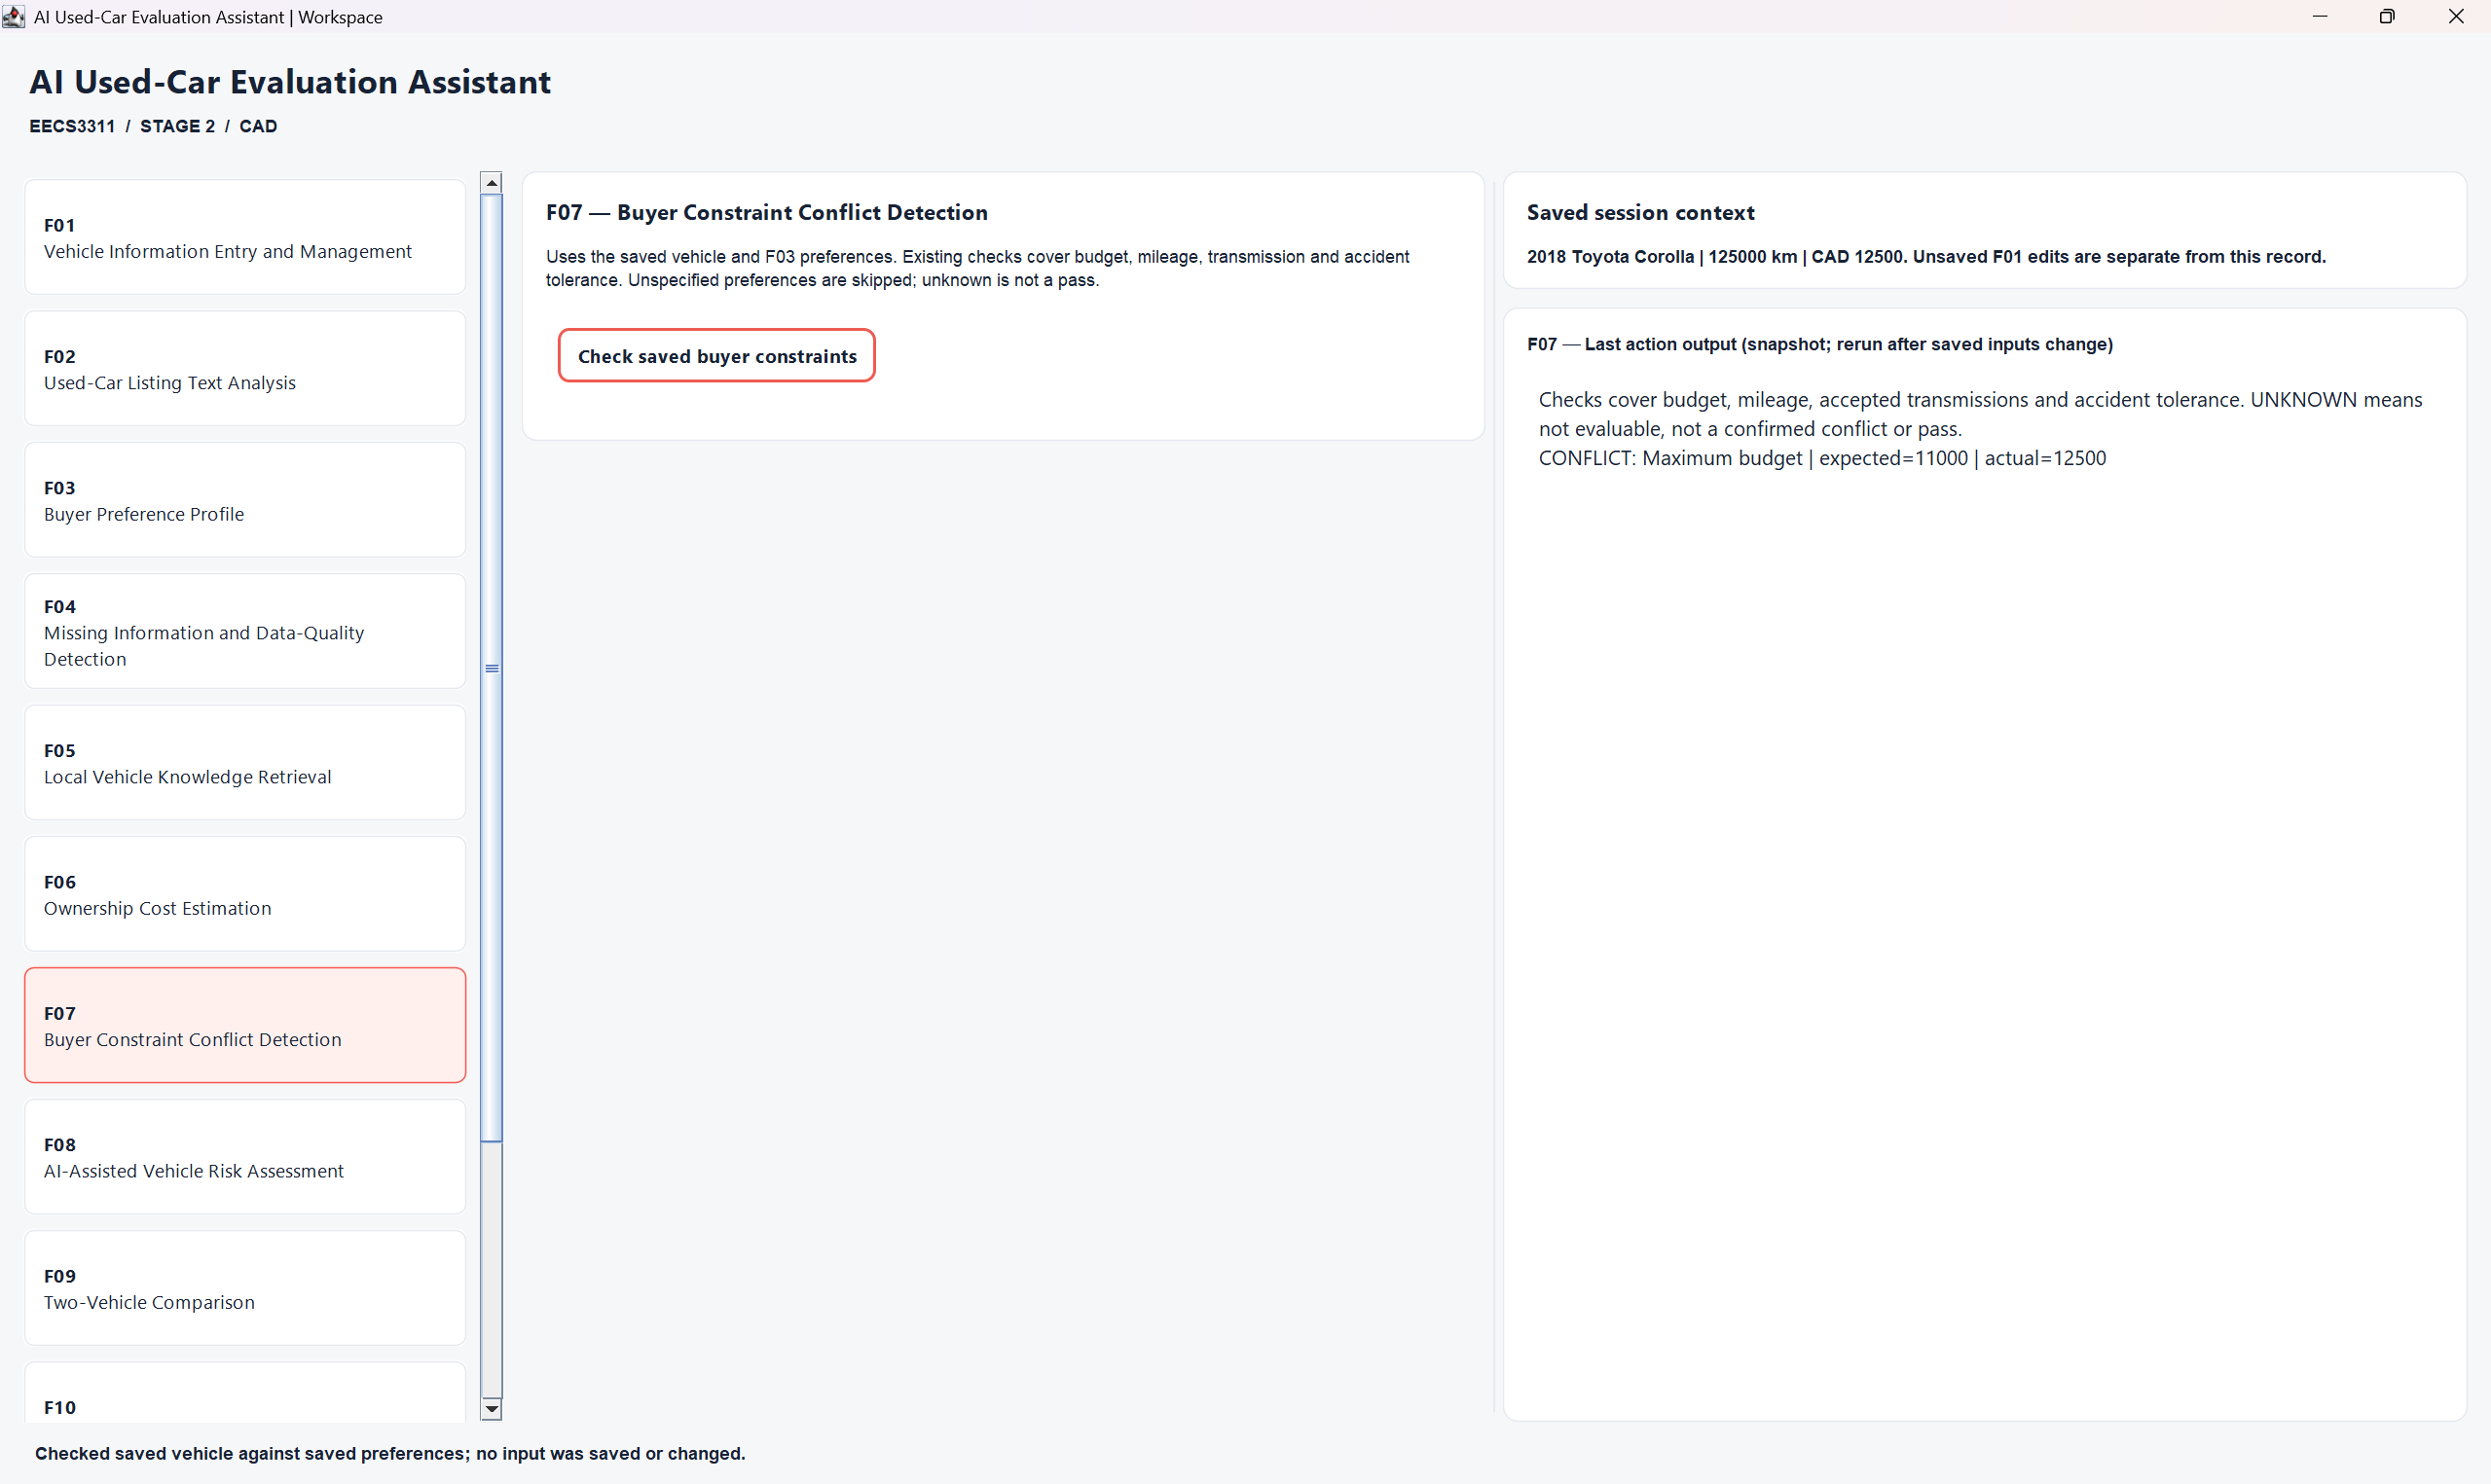 AI Used-Car Evaluation Assistant | Workspace
AI Used-Car Evaluation Assistant
EECS3311 / STAGE 2 / CAD
F01
Vehicle Information Entry and Management
F02
Used-Car Listing Text Analysis
F03
Buyer Preference Profile
F04
Missing Information and Data-Quality
Detection
F05
Local Vehicle Knowledge Retrieval
F06
Ownership Cost Estimation
F07
Buyer Constraint Conflict Detection
F08
AI-Assisted Vehicle Risk Assessment
F09
Two-Vehicle Comparison
F10
F07 — Buyer Constraint Conflict Detection
Uses the saved vehicle and F03 preferences. Existing checks cover budget, mileage, transmission and accident
tolerance. Unspecified preferences are skipped; unknown is not a pass.
Check saved buyer constraints
Saved session context
2018 Toyota Corolla | 125000 km | CAD 12500. Unsaved F01 edits are separate from this record.
F07 — Last action output (snapshot; rerun after saved inputs change)
Checks cover budget, mileage, accepted transmissions and accident tolerance. UNKNOWN means
not evaluable, not a confirmed conflict or pass.
CONFLICT: Maximum budget | expected=11000 | actual=12500
Checked saved vehicle against saved preferences; no input was saved or changed.